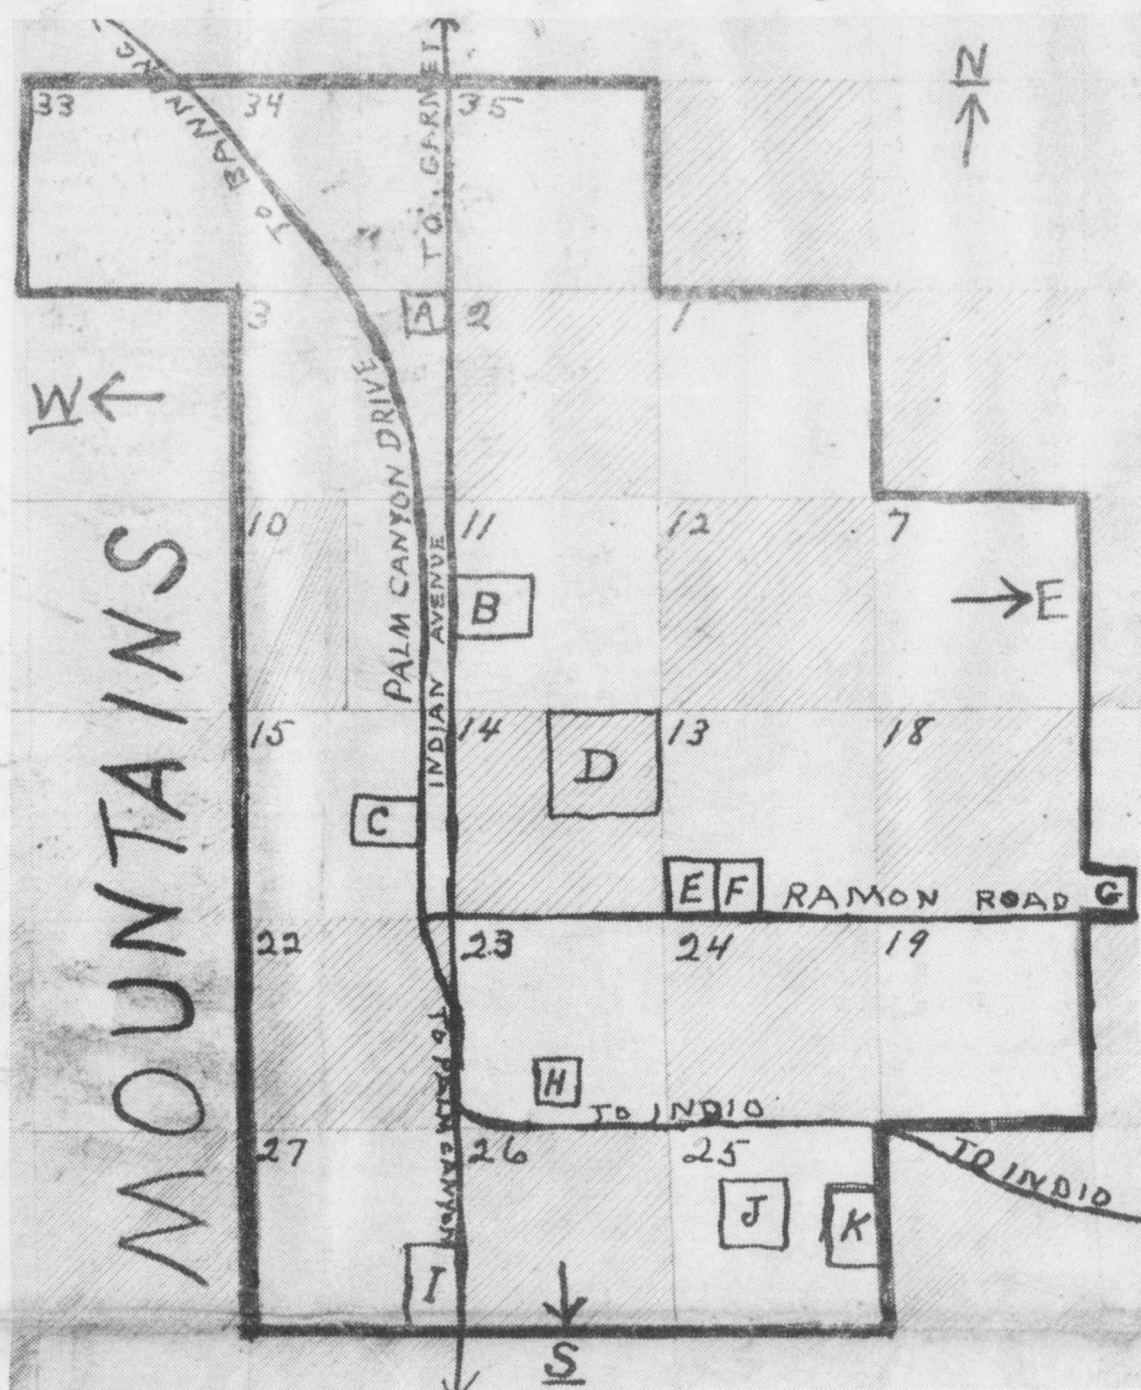 N
33
34
35
TO BANNING
TO GARNET
3
A
2
1
W
PALM CANYON DRIVE
10
11
12
7
INDIAN AVENUE
B
E
MOUNTAINS
15
14
13
18
D
C
E
F
RAMON ROAD
G
22
23
24
19
TO PALM CANYON
H
TO INDIO
27
26
25
TO INDIO
J
K
I
S